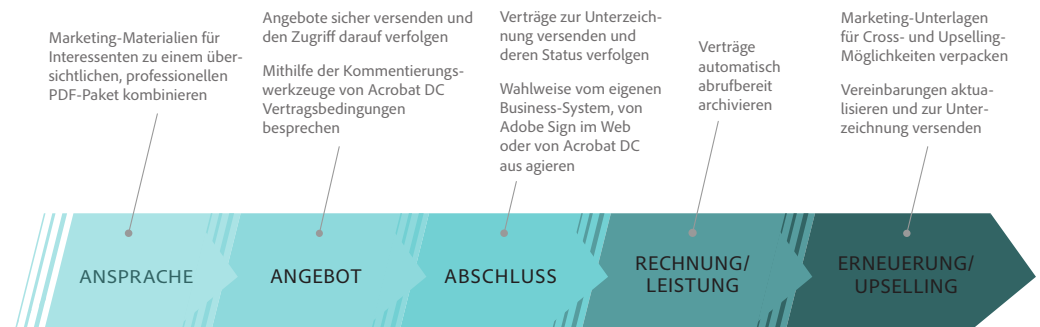 Marketing-Materialien für
Interessenten zu einem über-
sichtlichen, professionellen
PDF-Paket kombinieren
Angebote sicher versenden und
den Zugriff darauf verfolgen
Mithilfe der Kommentierungs-
werkzeuge von Acrobat DC
Vertragsbedingungen
besprechen
Verträge zur Unterzeich-
nung versenden und
deren Status verfolgen
Wahlweise vom eigenen
Business-System, von
Adobe Sign im Web
oder von Acrobat DC
aus agieren
Verträge
automatisch
abrufbereit
archivieren
Marketing-Unterlagen
für Cross- und Upselling-
Möglichkeiten verpacken
Vereinbarungen aktua-
lisieren und zur Unter-
zeichnung versenden
ANSPRACHE
ANGEBOT
ABSCHLUSS
RECHNUNG/
LEISTUNG
ERNEUERUNG/
UPSELLING